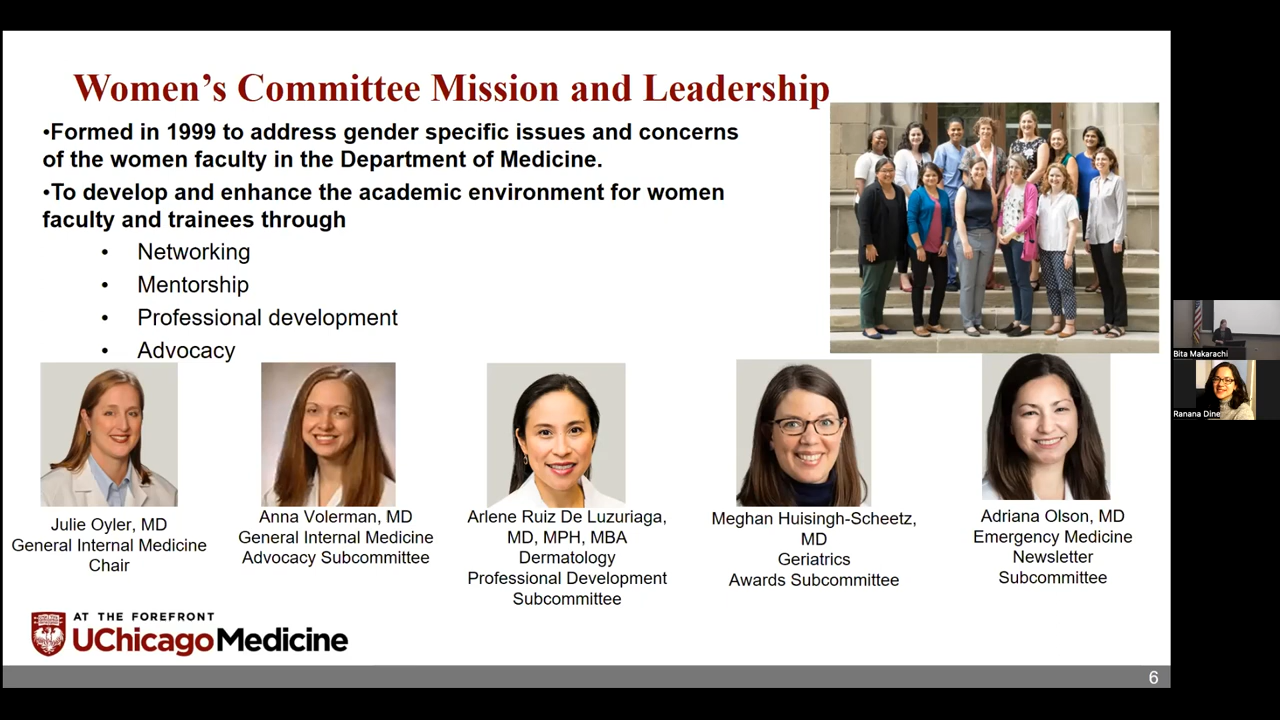 Women's Committee Mission and Leadership
•Formed in 1999 to address gender specific issues and concerns
of the women faculty in the Department of Medicine.
•To develop and enhance the academic environment for women
faculty and trainees through
• Networking
• Mentorship
• Professional development
• Advocacy
Julie Oyler, MD
General Internal Medicine
Chair
Anna Volerman, MD
General Internal Medicine
Advocacy Subcommittee
Arlene Ruiz De Luzuriaga,
MD, MPH, MBA
Dermatology
Professional Development
Subcommittee
Meghan Huisingh-Scheetz,
MD
Geriatrics
Awards Subcommittee
Adriana Olson, MD
Emergency Medicine
Newsletter
Subcommittee
AT THE FOREFRONT
UChicagoMedicine
6
Bita Makarachi
Ranana Dine